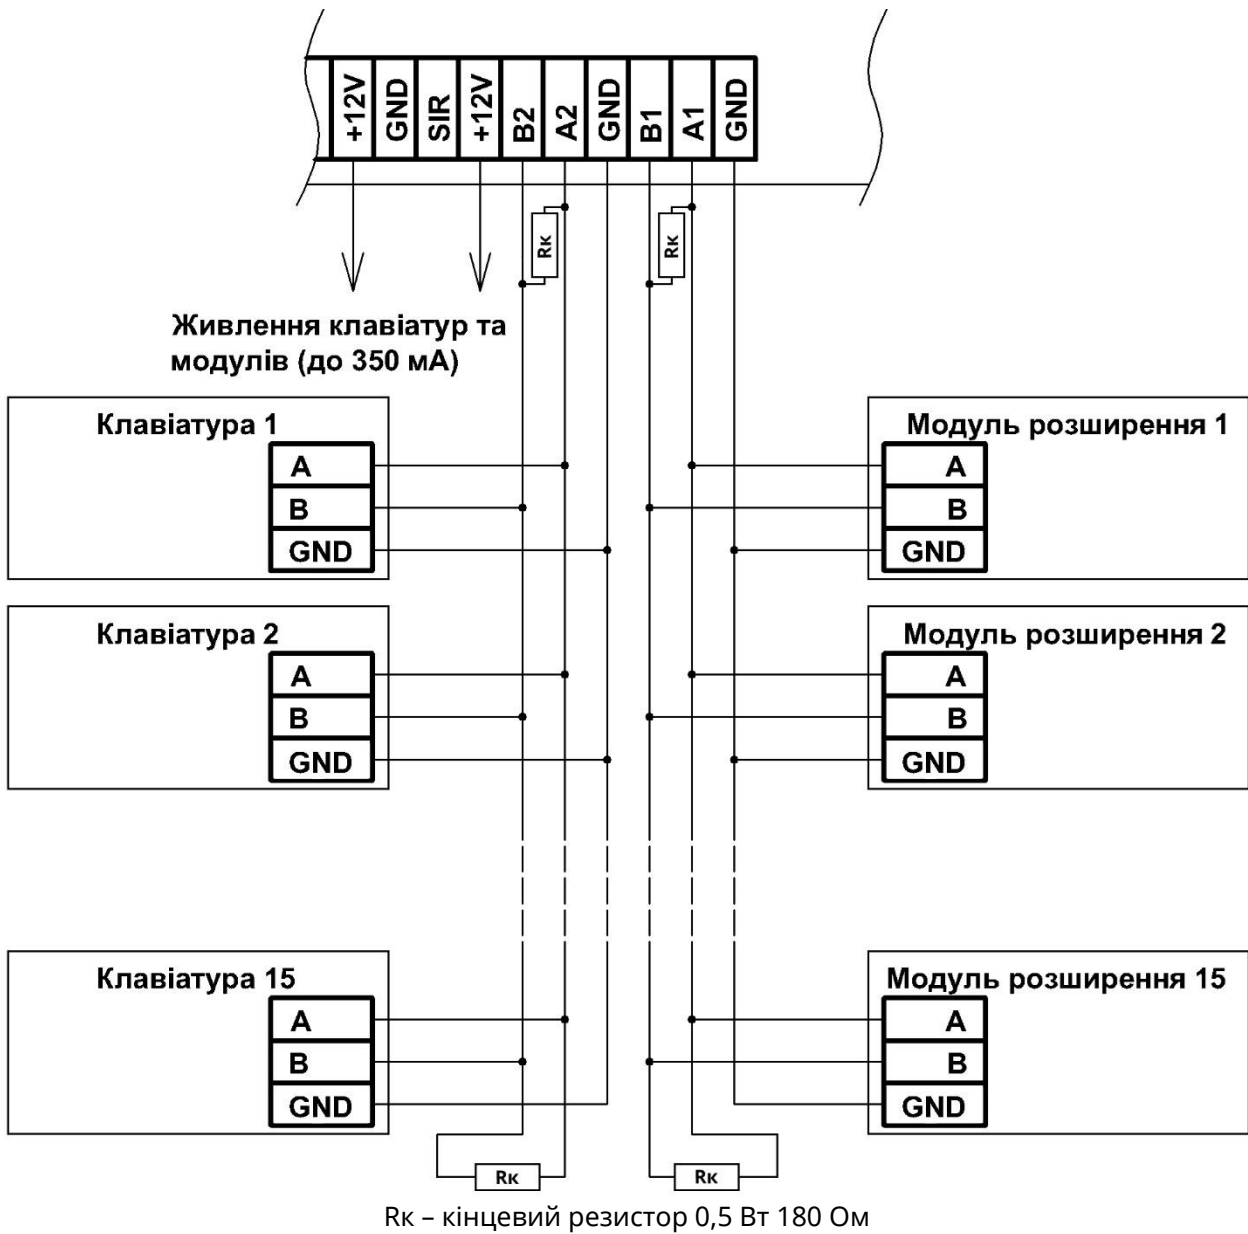 +12V
GND
SIR
+12V
B2
A2
GND
B1
A1
GND
Rк
Rк
Живлення клавіатур та
модулів (до 350 мА)
Клавіатура 1
A
B
GND
Модуль розширення 1
A
B
GND
Клавіатура 2
A
B
GND
Модуль розширення 2
A
B
GND
Клавіатура 15
A
B
GND
Модуль розширення 15
A
B
GND
Rк
Rк
Rк – кінцевий резистор 0,5 Вт 180 Ом